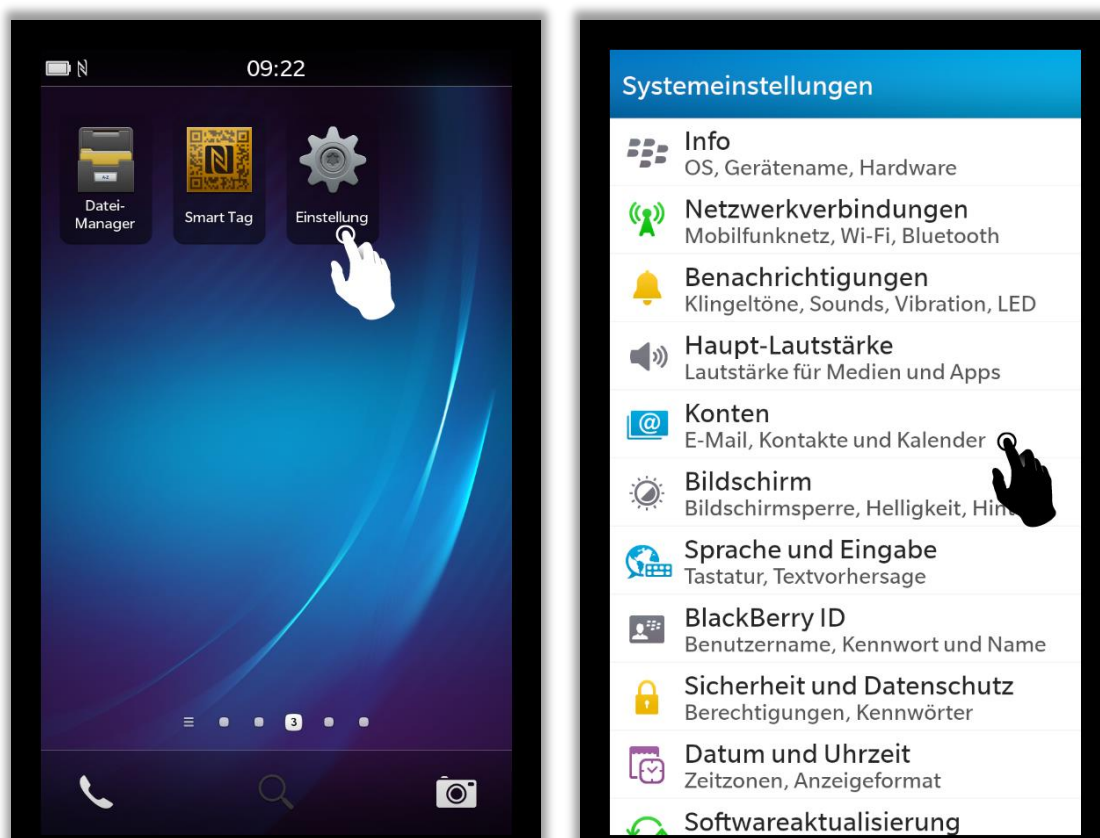 09:22
Datei-
Manager
Smart Tag
Einstellung
3
Systemeinstellungen
Info
OS, Gerätename, Hardware
Netzwerkverbindungen
Mobilfunknetz, Wi-Fi, Bluetooth
Benachrichtigungen
Klingeltöne, Sounds, Vibration, LED
Haupt-Lautstärke
Lautstärke für Medien und Apps
@
Konten
E-Mail, Kontakte und Kalender
Bildschirm
Bildschirmsperre, Helligkeit,
Sprache und Eingabe
Tastatur, Textvorhersage
BlackBerry ID
Benutzername, Kennwort und Name
Sicherheit und Datenschutz
Berechtigungen, Kennwörter
Datum und Uhrzeit
Zeitzonen, Anzeigeformat
Softwareaktualisierung